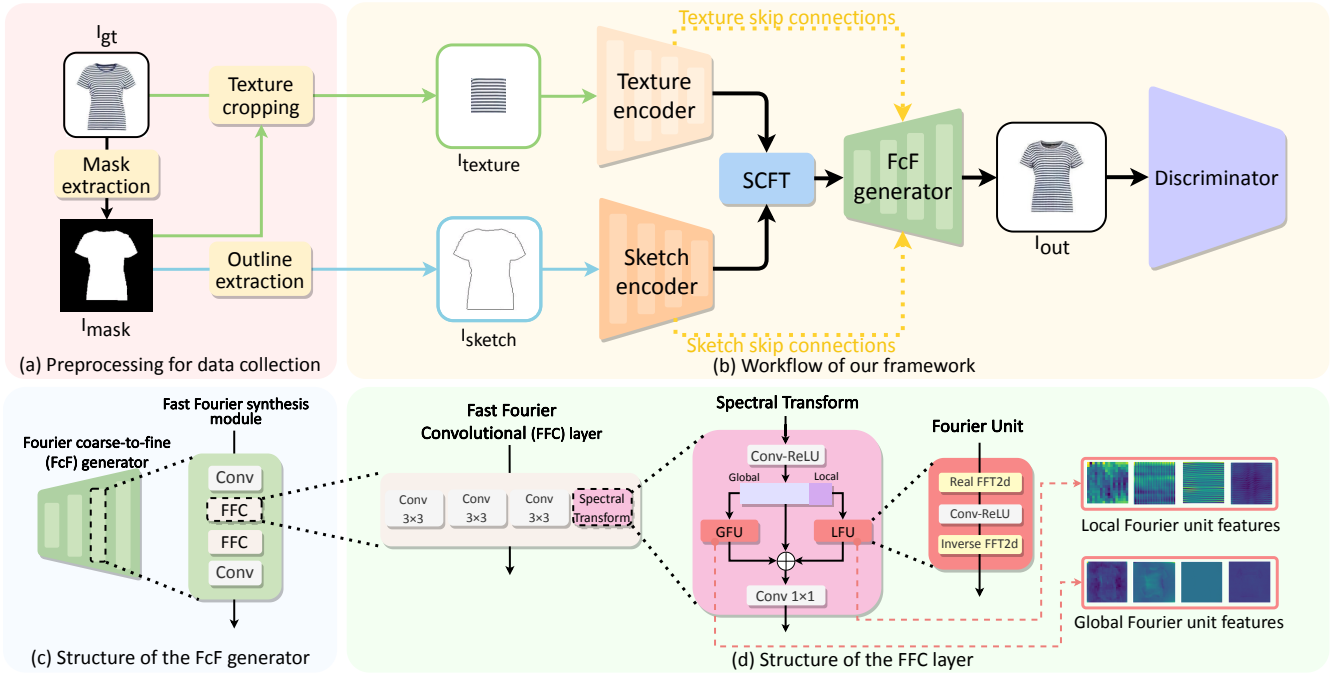 I_gt
Texture
cropping
Mask
extraction
I_mask
Outline
extraction
(a) Preprocessing for data collection
Texture skip connections
I_texture
Texture
encoder
SCFT
FcF
generator
I_out
Discriminator
I_sketch
Sketch
encoder
Sketch skip connections
(b) Workflow of our framework
Fast Fourier synthesis
module
Fourier coarse-to-fine
(FcF) generator
Conv
FFC
FFC
Conv
(c) Structure of the FcF generator
Fast Fourier
Convolutional (FFC) layer
Conv
3×3
Conv
3×3
Conv
3×3
Spectral
Transform
Spectral Transform
Conv-ReLU
Global
Local
GFU
LFU
Conv 1×1
Fourier Unit
Real FFT2d
Conv-ReLU
Inverse FFT2d
Local Fourier unit features
Global Fourier unit features
(d) Structure of the FFC layer